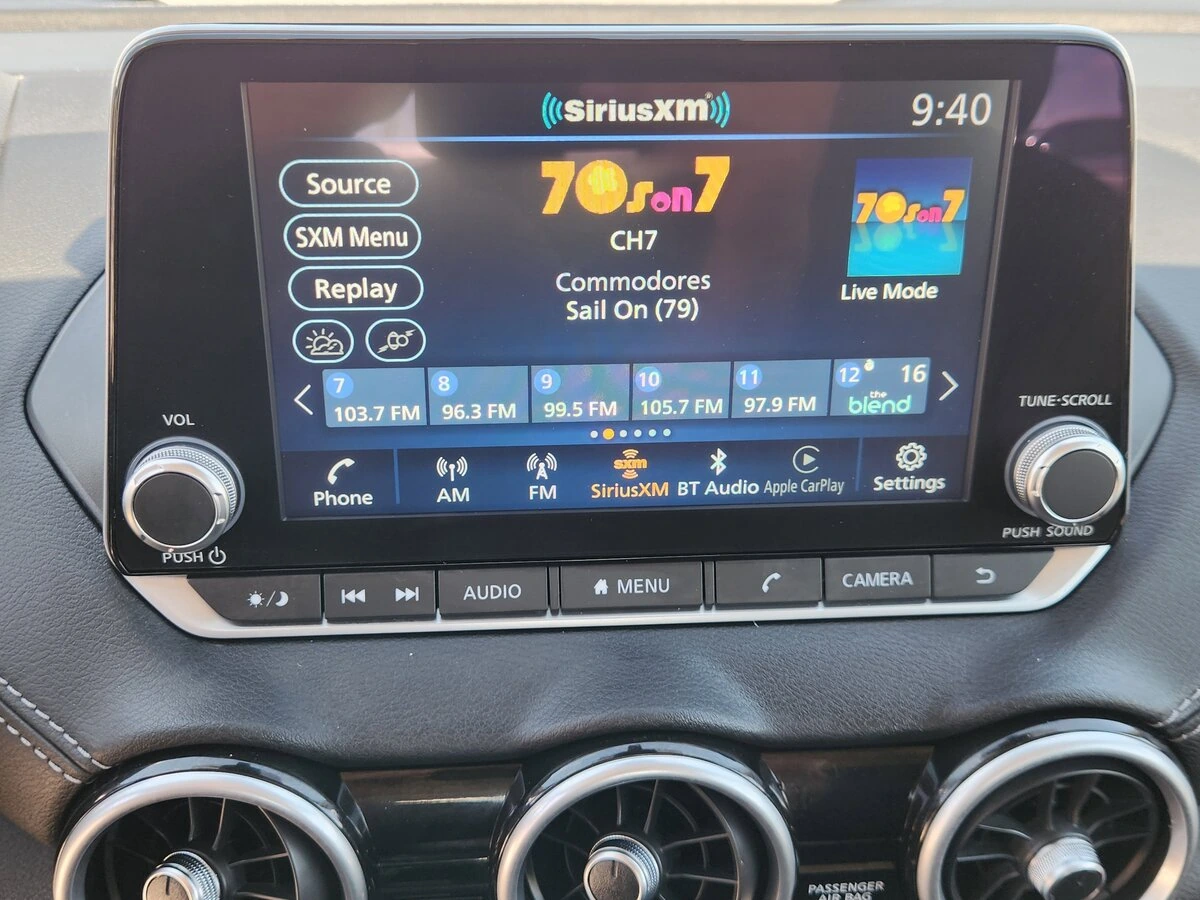 SiriusXM®
9:40
Source
SXM Menu
Replay
70s on 7
CH7
Commodores
Sail On (79)
70s on 7
Live Mode
7
103.7 FM
8
96.3 FM
9
99.5 FM
10
105.7 FM
11
97.9 FM
12
16
the
blend
Phone
AM
FM
sxm
SiriusXM
BT Audio
Apple CarPlay
Settings
VOL
PUSH
TUNE·SCROLL
PUSH SOUND
AUDIO
MENU
CAMERA
PASSENGER
AIR BAG